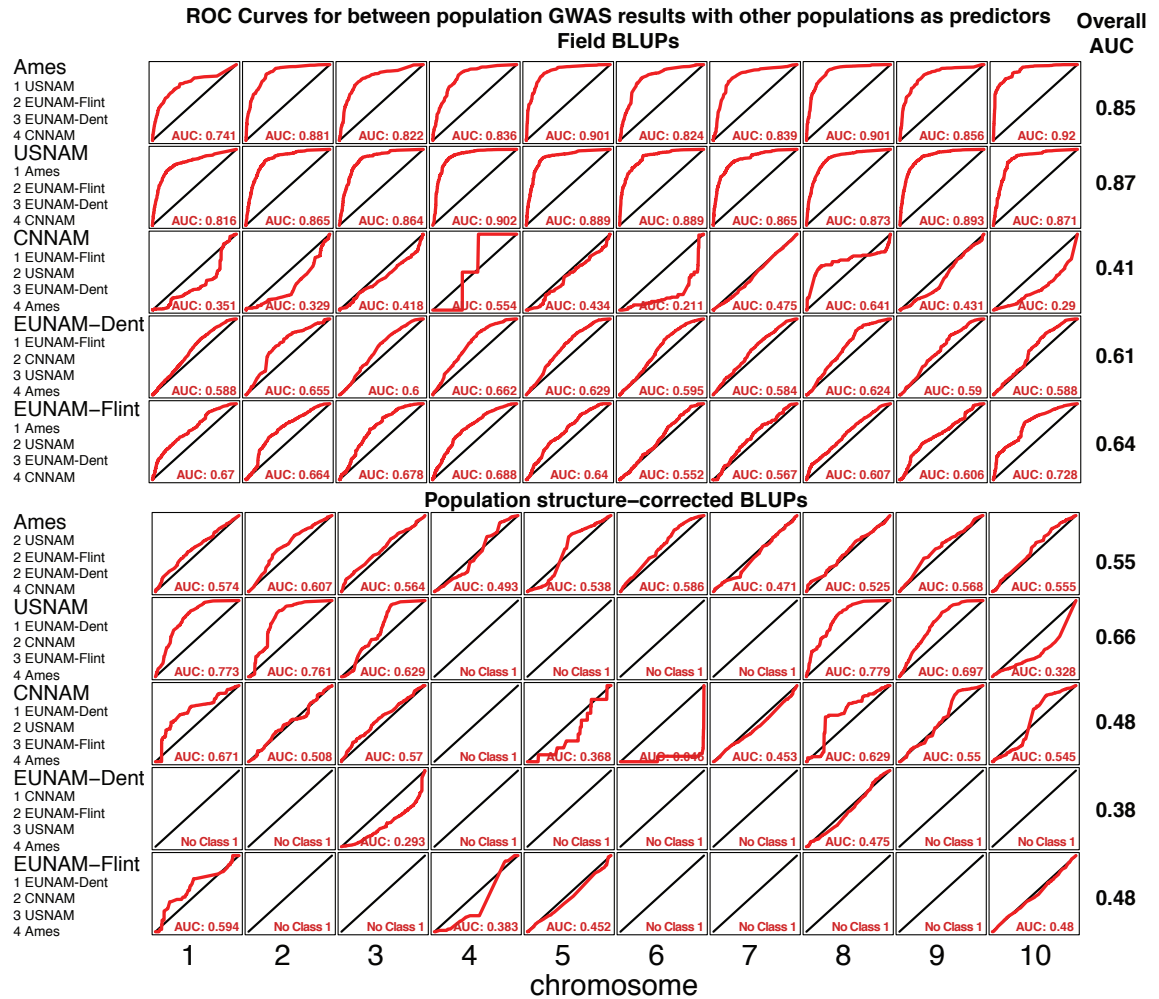 ROC Curves for between population GWAS results with other populations as predictors
Overall AUC
Field BLUPs
Ames
1 USNAM
2 EUNAM-Flint
3 EUNAM-Dent
4 CNNAM
AUC: 0.741 AUC: 0.881 AUC: 0.822 AUC: 0.836 AUC: 0.901 AUC: 0.824 AUC: 0.839 AUC: 0.901 AUC: 0.856 AUC: 0.92
0.85
USNAM
1 Ames
2 EUNAM-Flint
3 EUNAM-Dent
4 CNNAM
AUC: 0.816 AUC: 0.865 AUC: 0.864 AUC: 0.902 AUC: 0.889 AUC: 0.889 AUC: 0.865 AUC: 0.873 AUC: 0.893 AUC: 0.871
0.87
CNNAM
1 EUNAM-Flint
2 USNAM
3 EUNAM-Dent
4 Ames
AUC: 0.351 AUC: 0.329 AUC: 0.418 AUC: 0.554 AUC: 0.434 AUC: 0.211 AUC: 0.475 AUC: 0.641 AUC: 0.431 AUC: 0.29
0.41
EUNAM−Dent
1 EUNAM-Flint
2 CNNAM
3 USNAM
4 Ames
AUC: 0.588 AUC: 0.655 AUC: 0.6 AUC: 0.662 AUC: 0.629 AUC: 0.595 AUC: 0.584 AUC: 0.624 AUC: 0.59 AUC: 0.588
0.61
EUNAM−Flint
1 Ames
2 USNAM
3 EUNAM-Dent
4 CNNAM
AUC: 0.67 AUC: 0.664 AUC: 0.678 AUC: 0.688 AUC: 0.64 AUC: 0.552 AUC: 0.567 AUC: 0.607 AUC: 0.606 AUC: 0.728
0.64
Population structure−corrected BLUPs
Ames
2 USNAM
2 EUNAM-Flint
2 EUNAM-Dent
4 CNNAM
AUC: 0.574 AUC: 0.607 AUC: 0.564 AUC: 0.493 AUC: 0.538 AUC: 0.586 AUC: 0.471 AUC: 0.525 AUC: 0.568 AUC: 0.555
0.55
USNAM
1 EUNAM-Dent
2 CNNAM
3 EUNAM-Flint
4 Ames
AUC: 0.773 AUC: 0.761 AUC: 0.629 No Class 1 No Class 1 No Class 1 No Class 1 AUC: 0.779 AUC: 0.697 AUC: 0.328
0.66
CNNAM
1 EUNAM-Dent
2 USNAM
3 EUNAM-Flint
4 Ames
AUC: 0.671 AUC: 0.508 AUC: 0.57 No Class 1 AUC: 0.368 AUC: AUC: 0.453 AUC: 0.629 AUC: 0.55 AUC: 0.545
0.48
EUNAM−Dent
1 CNNAM
2 EUNAM-Flint
3 USNAM
4 Ames
No Class 1 No Class 1 AUC: 0.293 No Class 1 No Class 1 No Class 1 No Class 1 AUC: 0.475 No Class 1 No Class 1
0.38
EUNAM−Flint
1 EUNAM-Dent
2 CNNAM
3 USNAM
4 Ames
AUC: 0.594 No Class 1 No Class 1 AUC: 0.383 AUC: 0.452 No Class 1 No Class 1 No Class 1 No Class 1 AUC: 0.48
0.48
1 2 3 4 5 6 7 8 9 10
chromosome